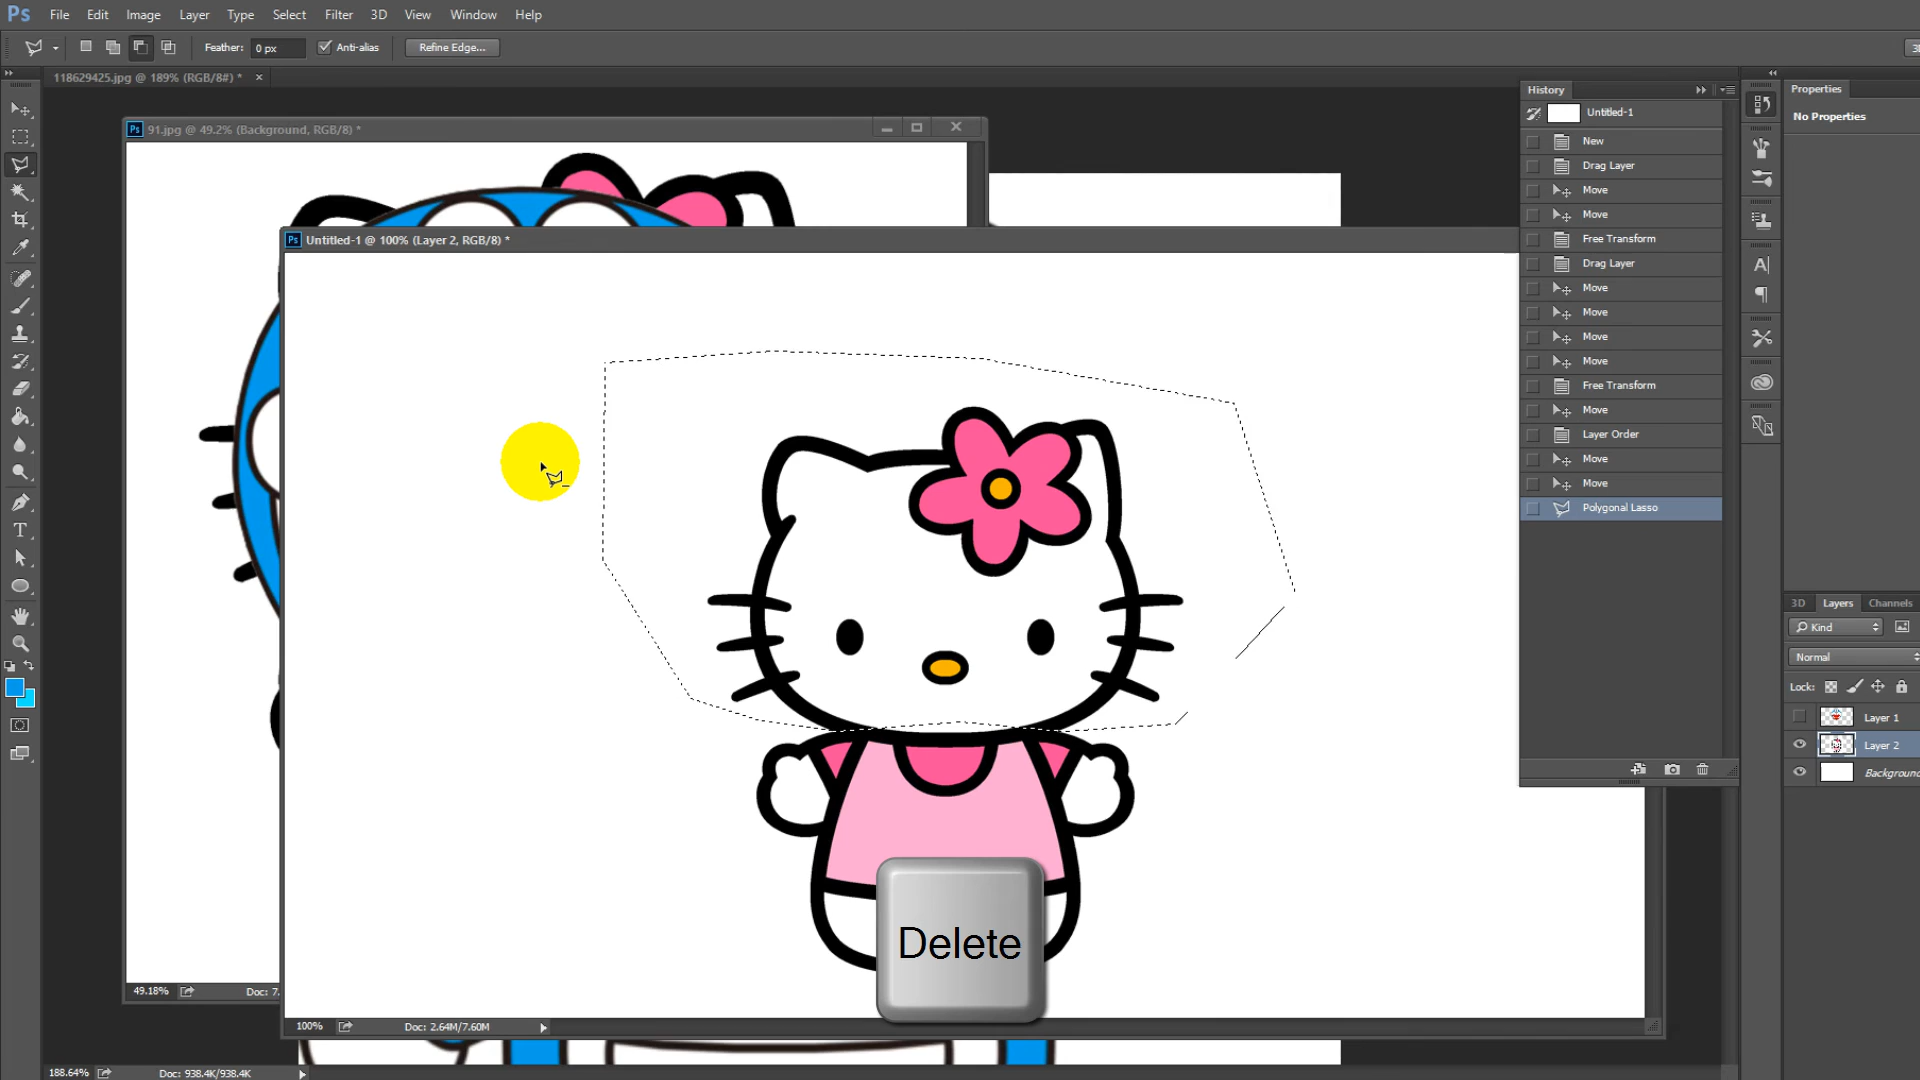 Ps File Edit Image Layer Type Select Filter 3D View Window Help
Feather: 0 px Anti-alias Refine Edge...
118629425.jpg @ 189% (RGB/8#) * ×
Ps 91.jpg @ 49.2% (Background, RGB/8) *
Ps Untitled-1 @ 100% (Layer 2, RGB/8) *
History
Untitled-1
New
Drag Layer
Move
Move
Free Transform
Drag Layer
Move
Move
Move
Move
Free Transform
Move
Layer Order
Move
Move
Polygonal Lasso
Properties
No Properties
3D Layers Channels
Kind
Normal
Lock:
Layer 1
Layer 2
Background
Delete
49.18% Doc: 7.
100% Doc: 2.64M/7.60M
188.64% Doc: 938.4K/938.4K